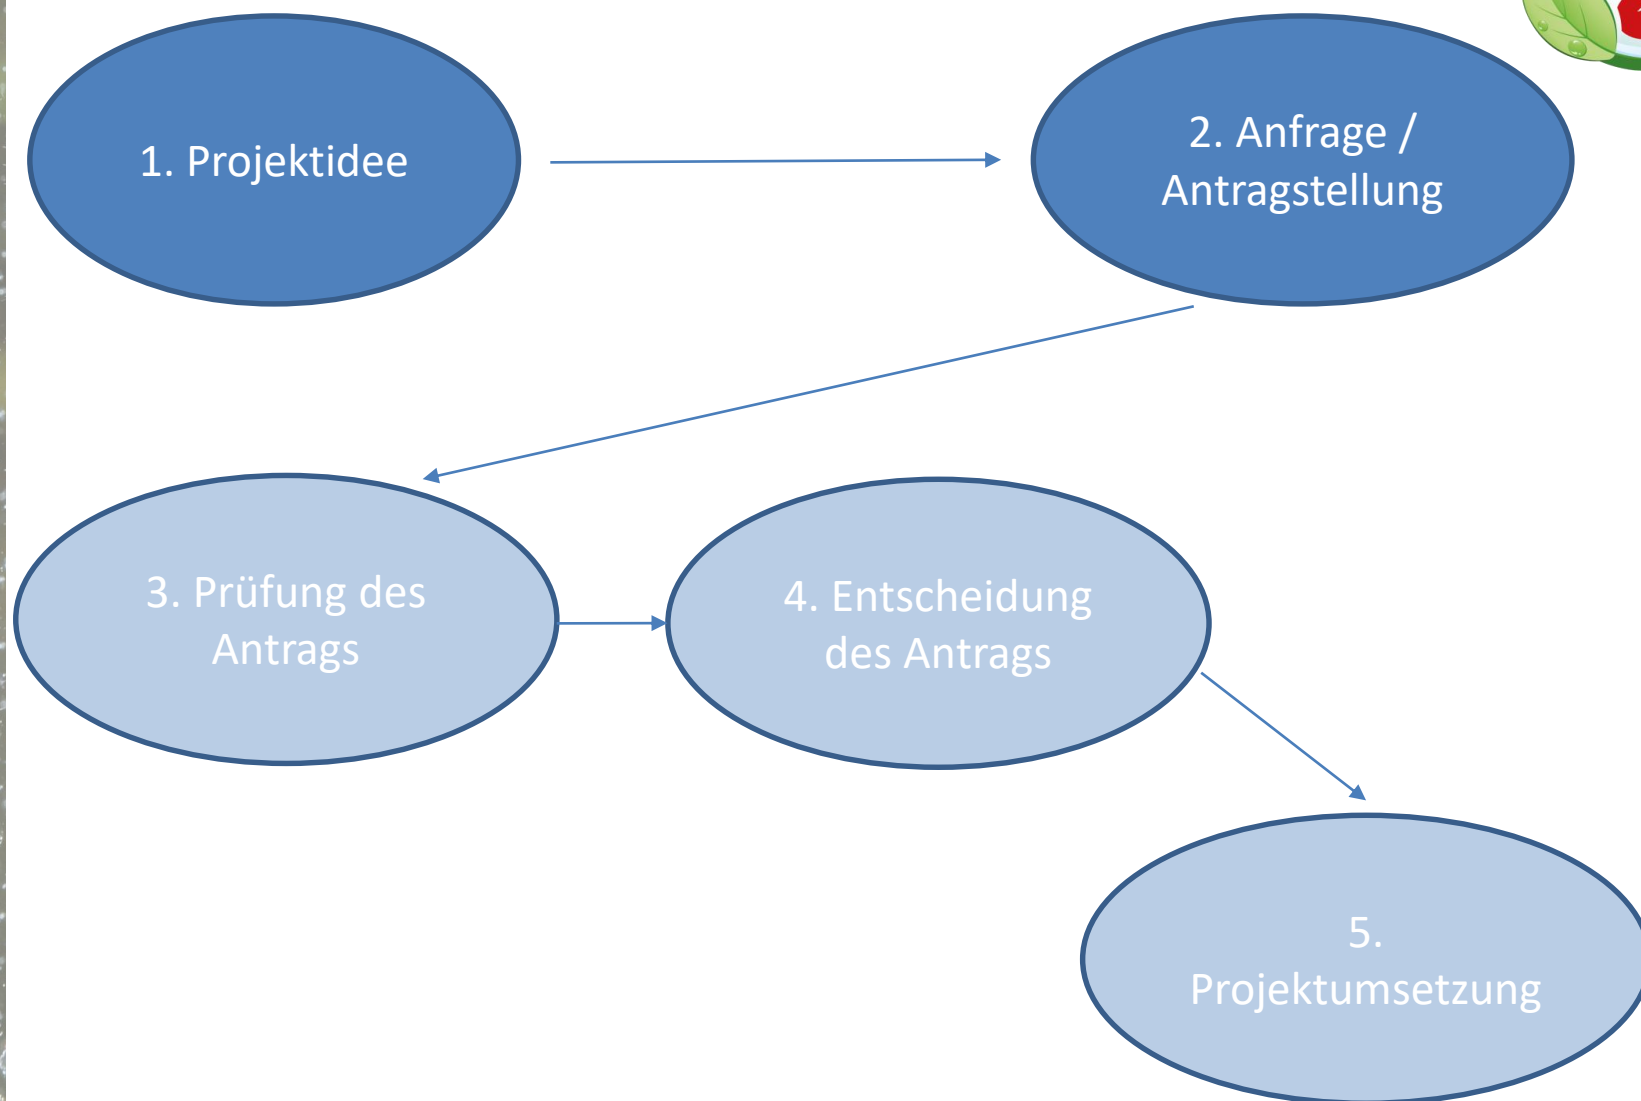 1. Projektidee
2. Anfrage /
Antragstellung
3. Prüfung des
Antrags
4. Entscheidung
des Antrags
5.
Projektumsetzung